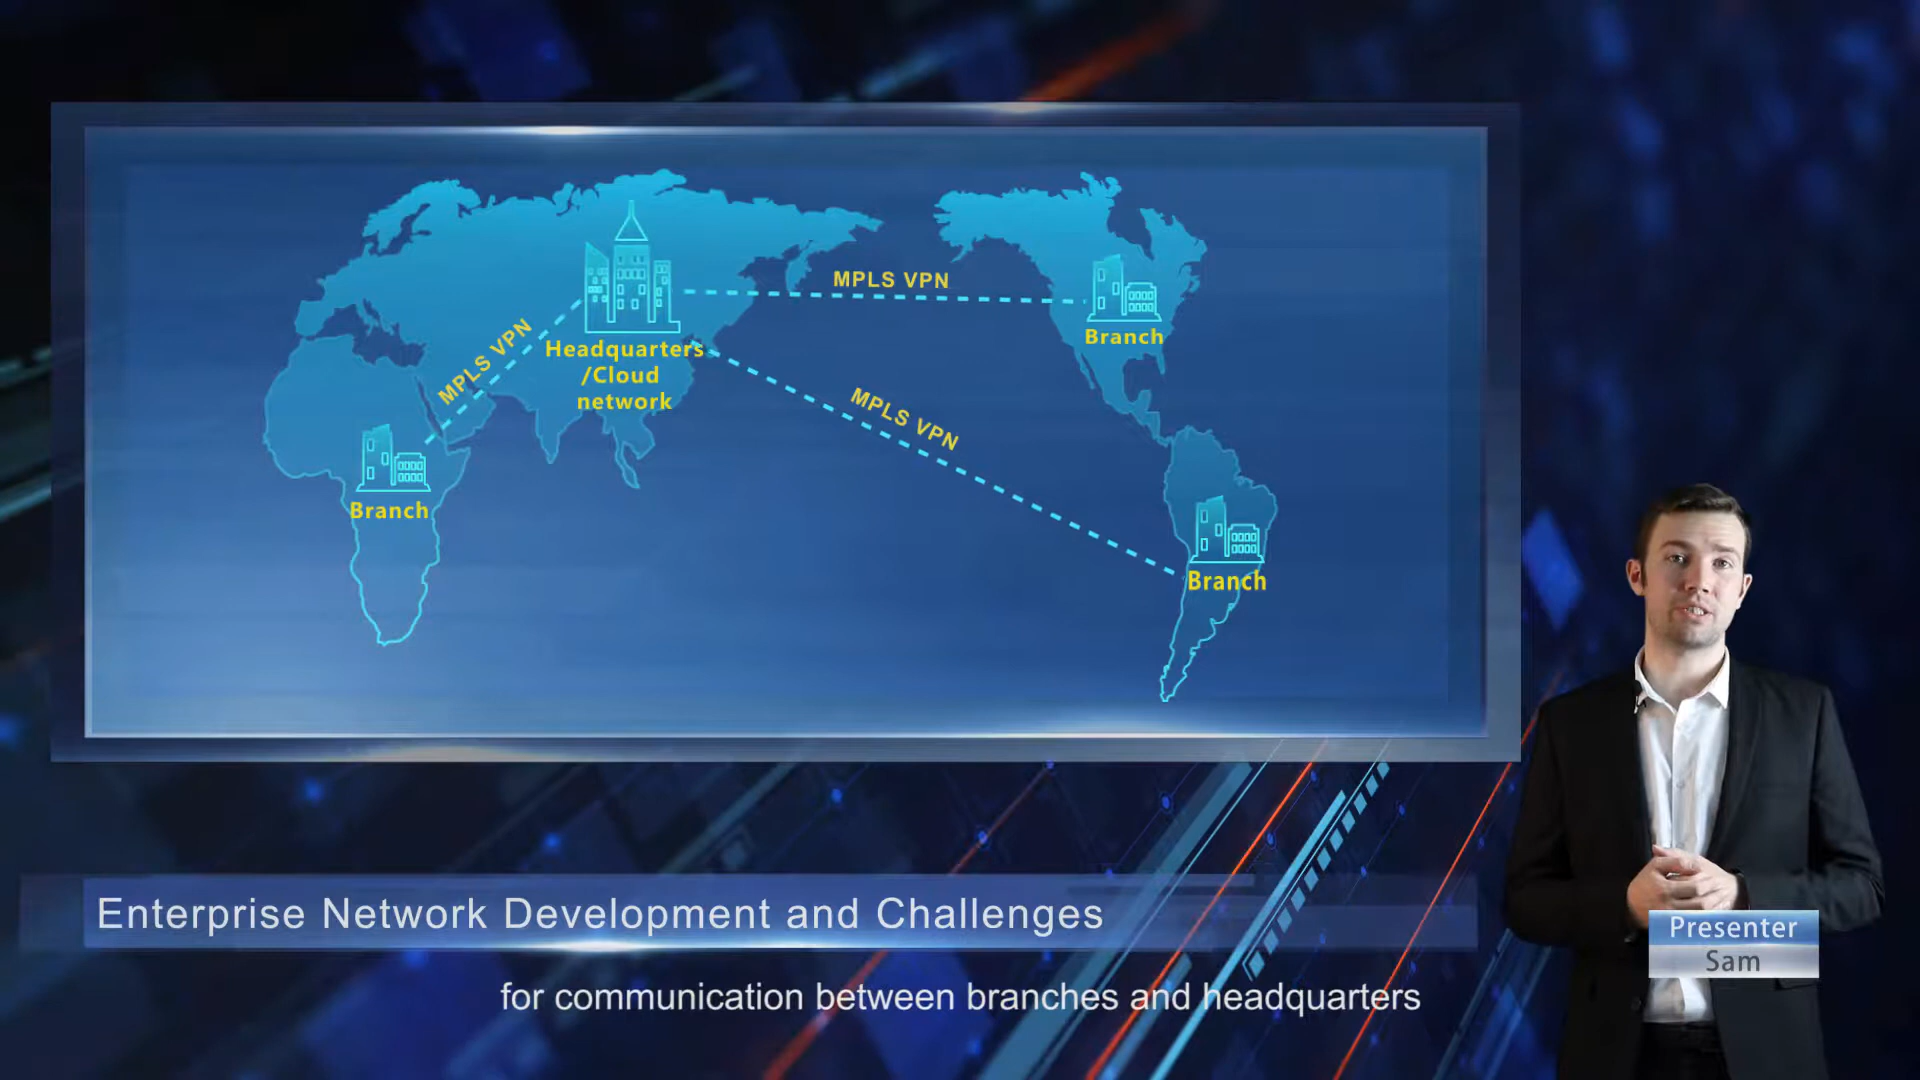 MPLS VPN
Branch
MPLS VPN
Headquarters
/Cloud
network
MPLS VPN
Branch
Branch
Enterprise Network Development and Challenges
for communication between branches and headquarters
Presenter
Sam